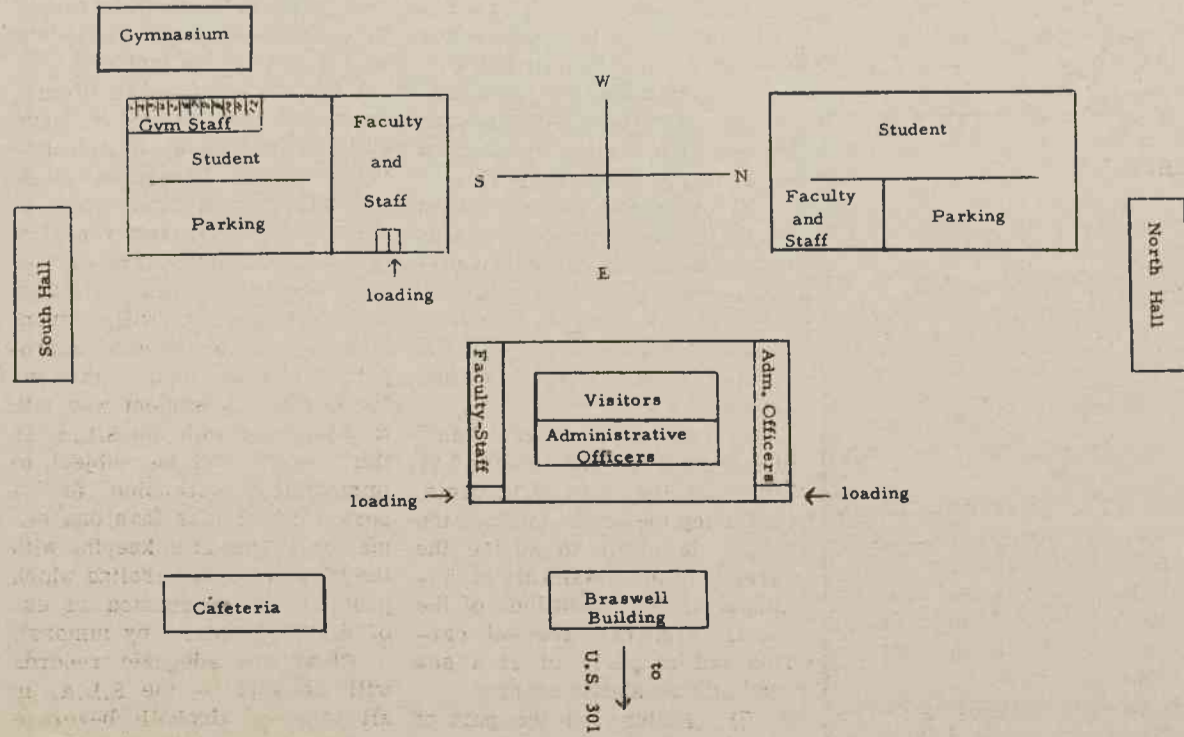 Gymnasium
W
Gym Staff
Faculty
and
Staff
Student
Student
Parking
S
N
Faculty
and
Staff
Parking
E
loading
South Hall
North Hall
Faculty-Staff
Visitors
Administrative
Officers
Adm. Officers
loading
loading
Cafeteria
Braswell
Building
to
U.S. 301